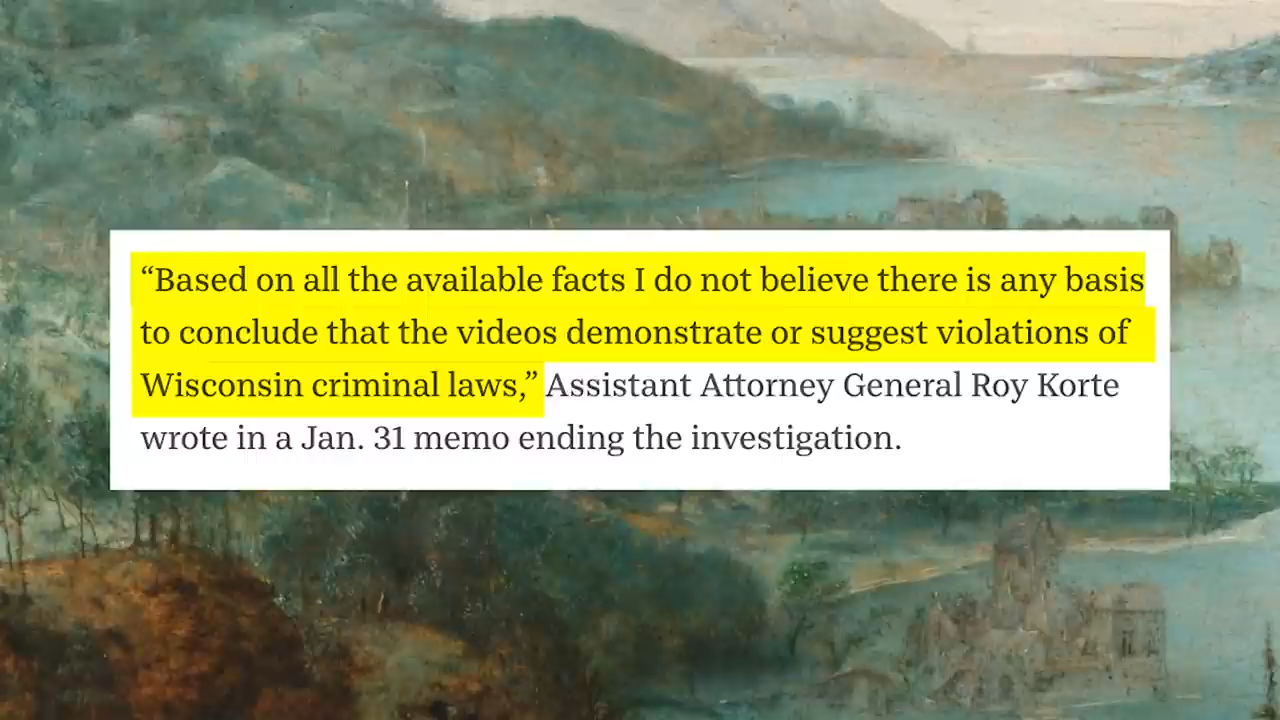 “Based on all the available facts I do not believe there is any basis
to conclude that the videos demonstrate or suggest violations of
Wisconsin criminal laws,” Assistant Attorney General Roy Korte
wrote in a Jan. 31 memo ending the investigation.